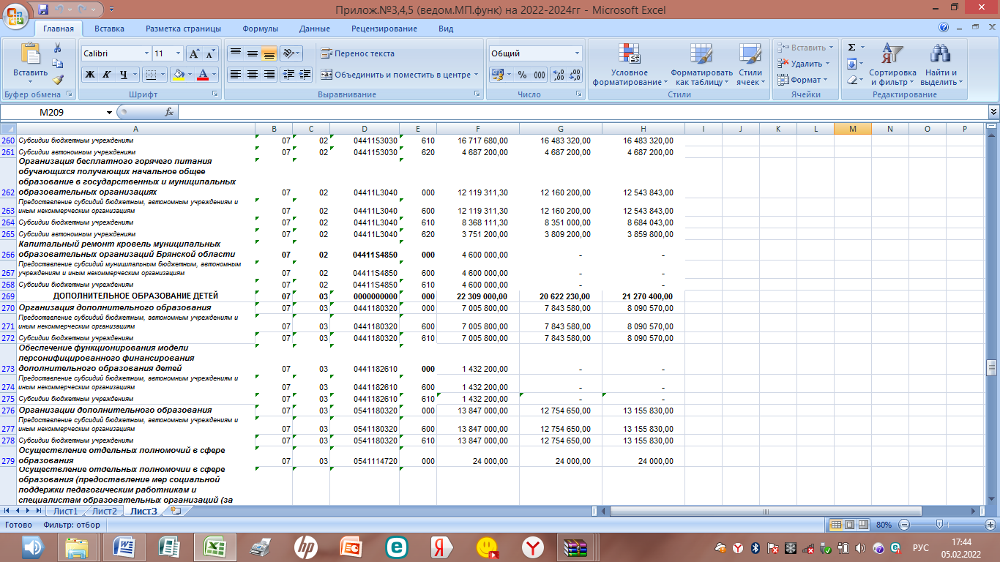 Прилож.№3,4,5 (ведом.МП.функ) на 2022-2024гг - Microsoft Excel
Главная Вставка Разметка страницы Формулы Данные Рецензирование Вид
Вставить
Calibri 11
Перенос текста
Общий
Вставить
Удалить
Формат
Ж К Ч
Объединить и поместить в центре
% 000
Условное форматирование
Форматировать как таблицу
Стили ячеек
Сортировка и фильтр
Найти и выделить
Буфер обмена Шрифт Выравнивание Число Стили Ячейки Редактирование
M209 fx
A B C D E F G H I J K L M N O P
260 Субсидии бюджетным учреждениям 07 02 0441153030 610 16 717 680,00 16 483 320,00 16 483 320,00
261 Субсидии автономным учреждениям 07 02 0441153030 620 4 687 200,00 4 687 200,00 4 687 200,00
Организация бесплатного горячего питания
обучающихся получающих начальное общее
образование в государственных и муниципальных
262 образовательных организациях 07 02 04411L3040 000 12 119 311,30 12 160 200,00 12 543 843,00
Предоставление субсидий бюджетным, автономным учреждениям и
263 иным некоммерческим организациям 07 02 04411L3040 600 12 119 311,30 12 160 200,00 12 543 843,00
264 Субсидии бюджетным учреждениям 07 02 04411L3040 610 8 368 111,30 8 351 000,00 8 684 043,00
265 Субсидии автономным учреждениям 07 02 04411L3040 620 3 751 200,00 3 809 200,00 3 859 800,00
Капитальный ремонт кровель муниципальных
266 образовательных организаций Брянской области 07 02 04411S4850 000 4 600 000,00 - -
Предоставление субсидий муниципальным бюджетным, автономным
267 учреждениям и иным некоммерческим организациям 07 02 04411S4850 600 4 600 000,00 - -
268 Субсидии бюджетным учреждениям 07 02 04411S4850 610 4 600 000,00 - -
269 ДОПОЛНИТЕЛЬНОЕ ОБРАЗОВАНИЕ ДЕТЕЙ 07 03 0000000000 000 22 309 000,00 20 622 230,00 21 270 400,00
270 Организация дополнительного образования 07 03 0441180320 000 7 005 800,00 7 843 580,00 8 090 570,00
Предоставление субсидий бюджетным, автономным учреждениям и
271 иным некоммерческим организациям 07 03 0441180320 600 7 005 800,00 7 843 580,00 8 090 570,00
272 Субсидии бюджетным учреждениям 07 03 0441180320 610 7 005 800,00 7 843 580,00 8 090 570,00
Обеспечение функционирования модели
персонифицированного финансирования
273 дополнительного образования детей 07 03 0441182610 000 1 432 200,00 - -
Предоставление субсидий бюджетным, автономным учреждениям и
274 иным некоммерческим организациям 07 03 0441182610 600 1 432 200,00 - -
275 Субсидии бюджетным учреждениям 07 03 0441182610 610 1 432 200,00 - -
276 Организации дополнительного образования 07 03 0541180320 000 13 847 000,00 12 754 650,00 13 155 830,00
Предоставление субсидий бюджетным, автономным учреждениям и
277 иным некоммерческим организациям 07 03 0541180320 600 13 847 000,00 12 754 650,00 13 155 830,00
278 Субсидии бюджетным учреждениям 07 03 0541180320 610 13 847 000,00 12 754 650,00 13 155 830,00
Осуществление отдельных полномочий в сфере
279 образования 07 03 0541114720 000 24 000,00 24 000,00 24 000,00
Осуществление отдельных полномочий в сфере
образования (предоставление мер социальной
поддержки педагогическим работникам и
специалистам образовательных организаций (за
Лист1 Лист2 Лист3
Готово Фильтр: отбор 80%
РУС 17:44
05.02.2022